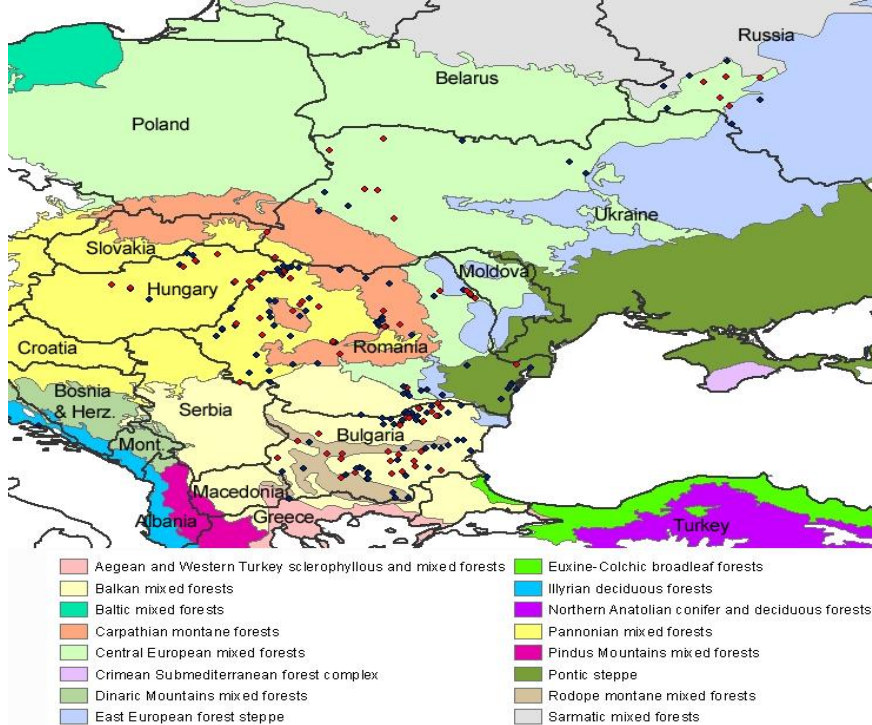 Russia
Belarus
Poland
Ukraine
Slovakia
Moldova
Hungary
Croatia
Romania
Bosnia
& Herz.
Serbia
Bulgaria
Mont.
Macedonia
Albania
Greece
Turkey
Aegean and Western Turkey sclerophyllous and mixed forests
Balkan mixed forests
Baltic mixed forests
Carpathian montane forests
Central European mixed forests
Crimean Submediterranean forest complex
Dinaric Mountains mixed forests
East European forest steppe
Euxine-Colchic broadleaf forests
Illyrian deciduous forests
Northern Anatolian conifer and deciduous forests
Pannonian mixed forests
Pindus Mountains mixed forests
Pontic steppe
Rodope montane mixed forests
Sarmatic mixed forests